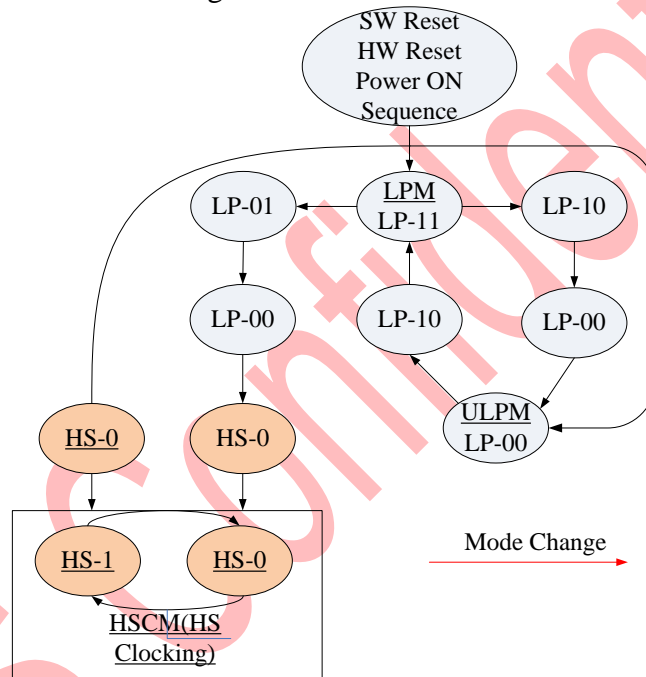 SW Reset
HW Reset
Power ON
Sequence
LP-01
LPM
LP-11
LP-10
LP-00
LP-10
LP-00
ULPM
LP-00
HS-0
HS-0
HS-1
HS-0
Mode Change
HSCM(HS
Clocking)
Confident